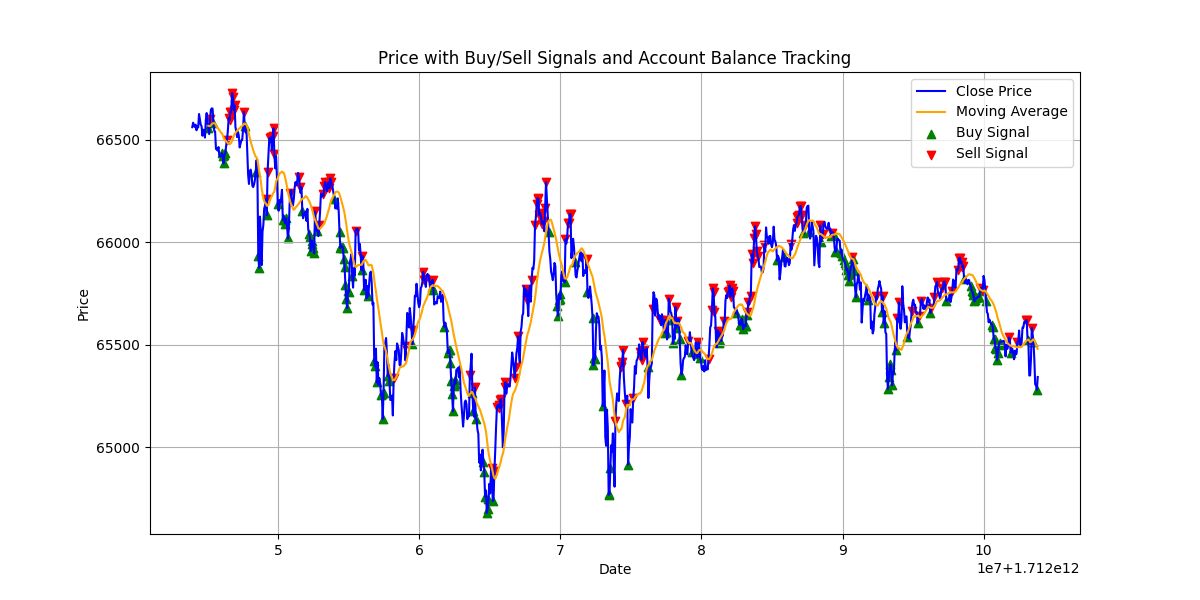 Price with Buy/Sell Signals and Account Balance Tracking
Close Price
Moving Average
Buy Signal
Sell Signal
66500
66000
65500
65000
Price
5 6 7 8 9 10
Date
1e7+1.712e12